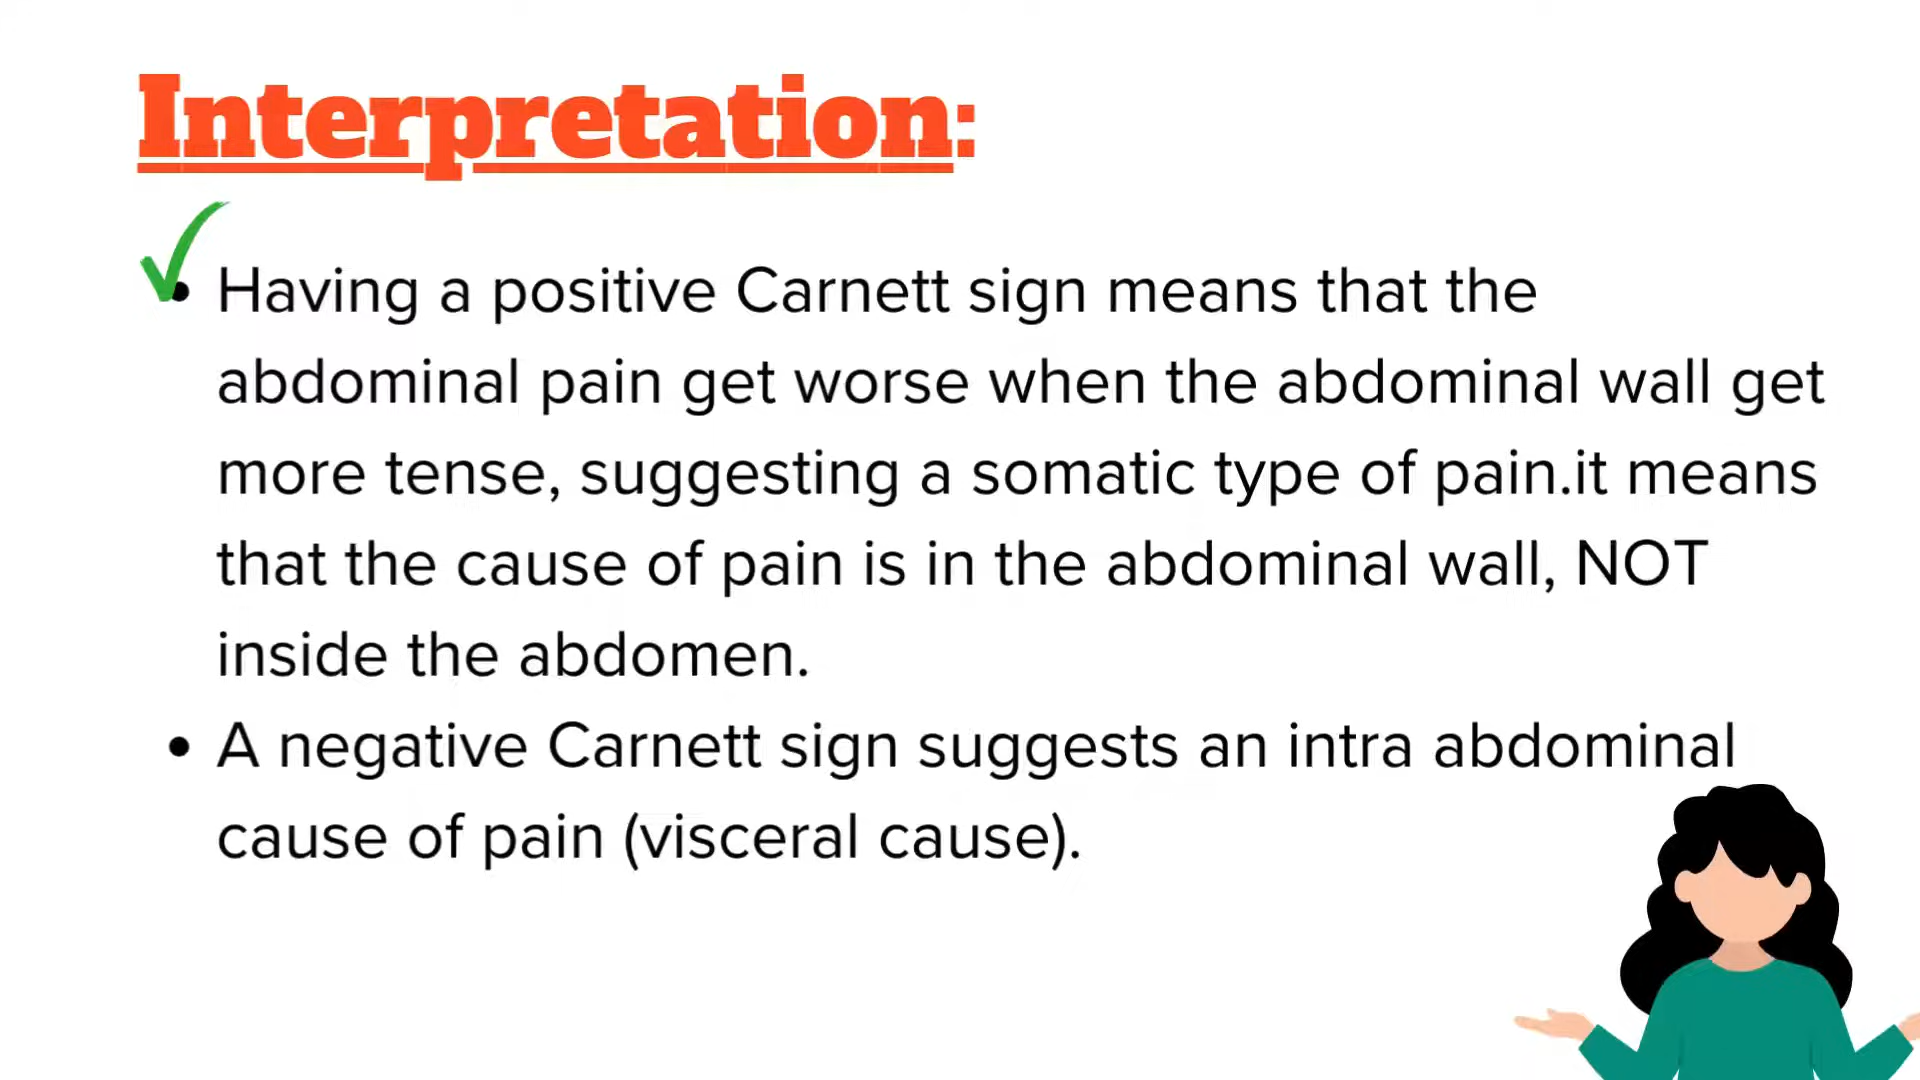 Interpretation:
• Having a positive Carnett sign means that the
abdominal pain get worse when the abdominal wall get
more tense, suggesting a somatic type of pain.it means
that the cause of pain is in the abdominal wall, NOT
inside the abdomen.
• A negative Carnett sign suggests an intra abdominal
cause of pain (visceral cause).